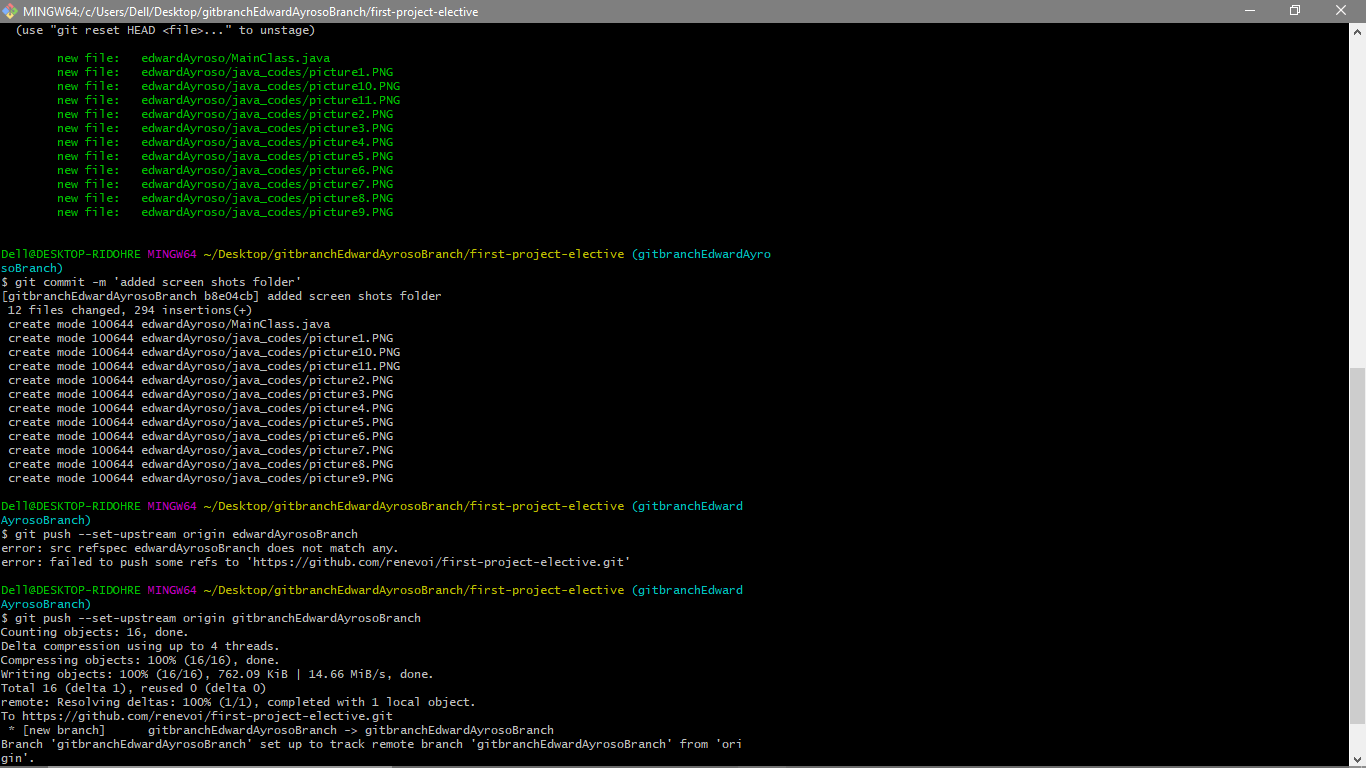 MINGW64:/c/Users/Dell/Desktop/gitbranchEdwardAyrosoBranch/first-project-elective
(use "git reset HEAD <file>..." to unstage)
new file:   edwardAyroso/MainClass.java
new file:   edwardAyroso/java_codes/picture1.PNG
new file:   edwardAyroso/java_codes/picture10.PNG
new file:   edwardAyroso/java_codes/picture11.PNG
new file:   edwardAyroso/java_codes/picture2.PNG
new file:   edwardAyroso/java_codes/picture3.PNG
new file:   edwardAyroso/java_codes/picture4.PNG
new file:   edwardAyroso/java_codes/picture5.PNG
new file:   edwardAyroso/java_codes/picture6.PNG
new file:   edwardAyroso/java_codes/picture7.PNG
new file:   edwardAyroso/java_codes/picture8.PNG
new file:   edwardAyroso/java_codes/picture9.PNG
Dell@DESKTOP-RIDOHRE MINGW64 ~/Desktop/gitbranchEdwardAyrosoBranch/first-project-elective (gitbranchEdwardAyro
soBranch)
$ git commit -m 'added screen shots folder'
[gitbranchEdwardAyrosoBranch b8e04cb] added screen shots folder
12 files changed, 294 insertions(+)
create mode 100644 edwardAyroso/MainClass.java
create mode 100644 edwardAyroso/java_codes/picture1.PNG
create mode 100644 edwardAyroso/java_codes/picture10.PNG
create mode 100644 edwardAyroso/java_codes/picture11.PNG
create mode 100644 edwardAyroso/java_codes/picture2.PNG
create mode 100644 edwardAyroso/java_codes/picture3.PNG
create mode 100644 edwardAyroso/java_codes/picture4.PNG
create mode 100644 edwardAyroso/java_codes/picture5.PNG
create mode 100644 edwardAyroso/java_codes/picture6.PNG
create mode 100644 edwardAyroso/java_codes/picture7.PNG
create mode 100644 edwardAyroso/java_codes/picture8.PNG
create mode 100644 edwardAyroso/java_codes/picture9.PNG
Dell@DESKTOP-RIDOHRE MINGW64 ~/Desktop/gitbranchEdwardAyrosoBranch/first-project-elective (gitbranchEdward
AyrosoBranch)
$ git push --set-upstream origin edwardAyrosoBranch
error: src refspec edwardAyrosoBranch does not match any.
error: failed to push some refs to 'https://github.com/renevoi/first-project-elective.git'
Dell@DESKTOP-RIDOHRE MINGW64 ~/Desktop/gitbranchEdwardAyrosoBranch/first-project-elective (gitbranchEdward
AyrosoBranch)
$ git push --set-upstream origin gitbranchEdwardAyrosoBranch
Counting objects: 16, done.
Delta compression using up to 4 threads.
Compressing objects: 100% (16/16), done.
Writing objects: 100% (16/16), 762.09 KiB | 14.66 MiB/s, done.
Total 16 (delta 1), reused 0 (delta 0)
remote: Resolving deltas: 100% (1/1), completed with 1 local object.
To https://github.com/renevoi/first-project-elective.git
* [new branch]      gitbranchEdwardAyrosoBranch -> gitbranchEdwardAyrosoBranch
Branch 'gitbranchEdwardAyrosoBranch' set up to track remote branch 'gitbranchEdwardAyrosoBranch' from 'ori
gin'.